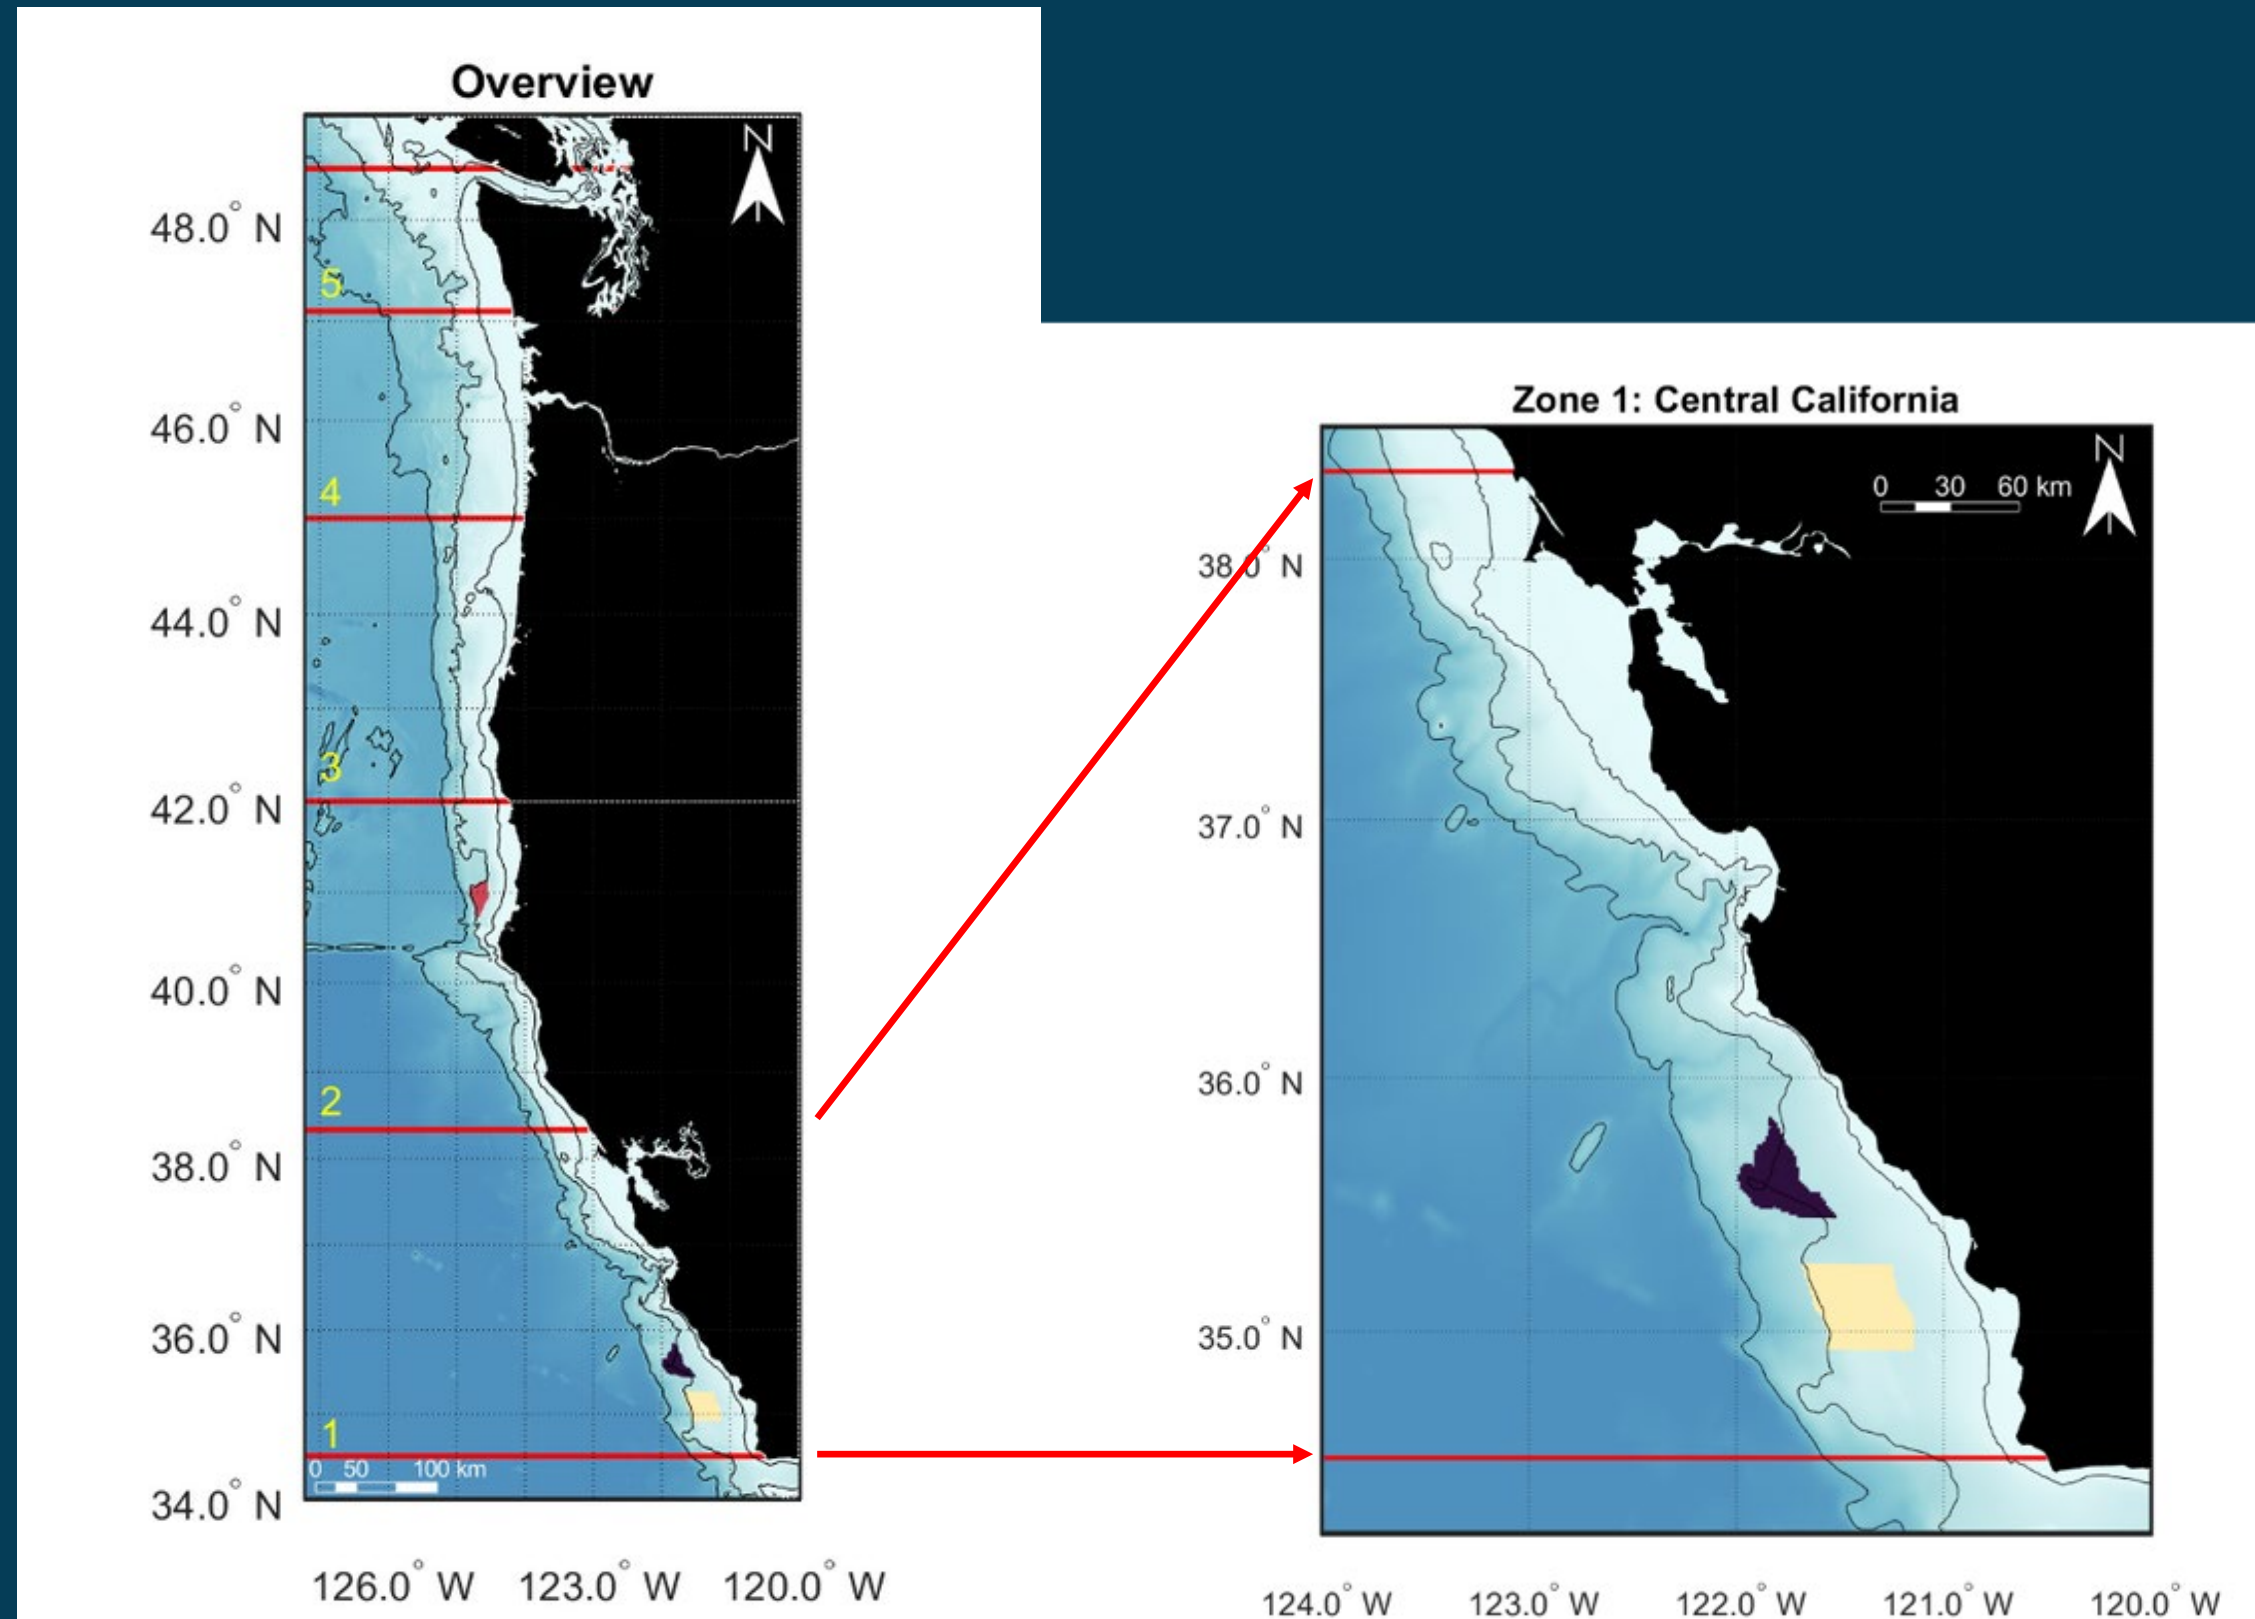 Overview
N
48.0° N
5
46.0° N
4
44.0° N
3
42.0° N
40.0° N
2
38.0° N
36.0° N
1
0 50 100 km
34.0° N
126.0° W 123.0° W 120.0° W
Zone 1: Central California
N
0 30 60 km
38.0° N
37.0° N
36.0° N
35.0° N
124.0° W 123.0° W 122.0° W 121.0° W 120.0° W